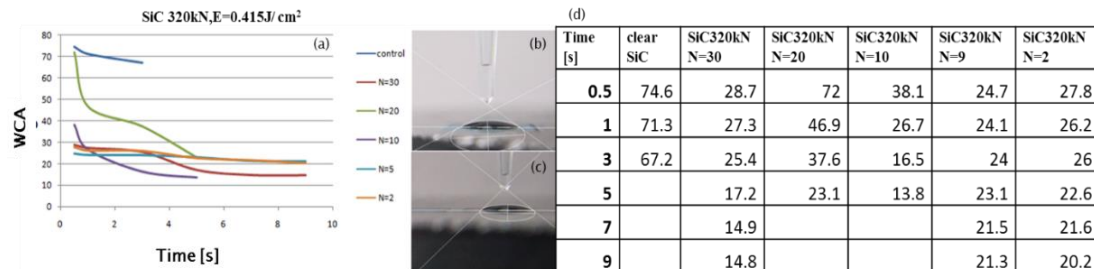 SiC 320kN,E=0.415J/ cm²
(a)
80
70
60
50
40
30
20
10
0
WCA
0 2 4 6 8 10
Time [s]
control
N=30
N=20
N=10
N=5
N=2
(b)
(c)
(d)
Time [s] clear SiC SiC320kN N=30 SiC320kN N=20 SiC320kN N=10 SiC320kN N=9 SiC320kN N=2
0.5 74.6 28.7 72 38.1 24.7 27.8
1 71.3 27.3 46.9 26.7 24.1 26.2
3 67.2 25.4 37.6 16.5 24 26
5 17.2 23.1 13.8 23.1 22.6
7 14.9 21.5 21.6
9 14.8 21.3 20.2